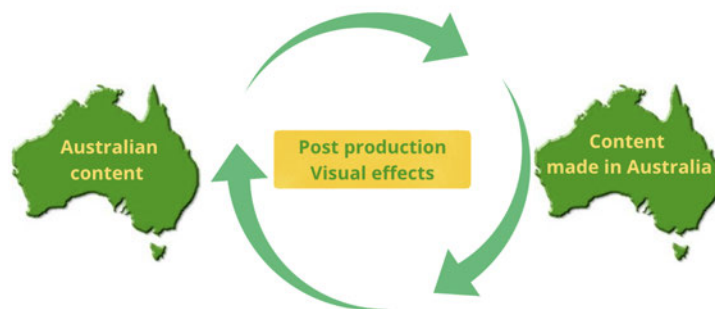 Australian
content
Post production
Visual effects
Content
made in Australia